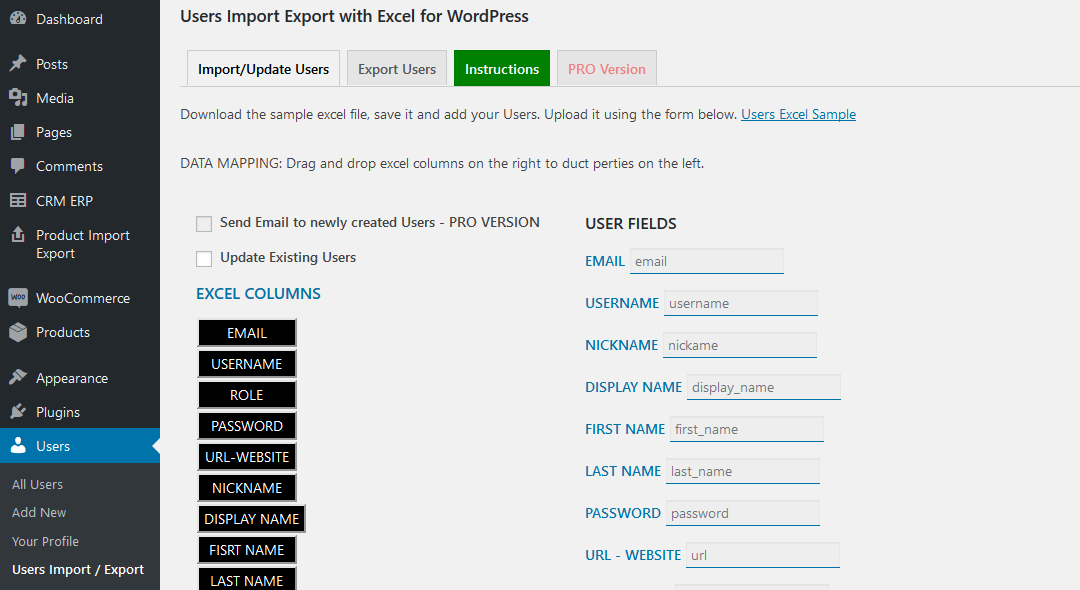 Dashboard
Posts
Media
Pages
Comments
CRM ERP
Product Import
Export
WOO WooCommerce
Products
Appearance
Plugins
Users
All Users
Add New
Your Profile
Users Import / Export
Users Import Export with Excel for WordPress
Import/Update Users Export Users Instructions PRO Version
Download the sample excel file, save it and add your Users. Upload it using the form below. Users Excel Sample
DATA MAPPING: Drag and drop excel columns on the right to duct perties on the left.
Send Email to newly created Users - PRO VERSION
Update Existing Users
EXCEL COLUMNS
EMAIL
USERNAME
ROLE
PASSWORD
URL-WEBSITE
NICKNAME
DISPLAY NAME
FISRT NAME
LAST NAME
USER FIELDS
EMAIL email
USERNAME username
NICKNAME nickame
DISPLAY NAME display_name
FIRST NAME first_name
LAST NAME last_name
PASSWORD password
URL - WEBSITE url